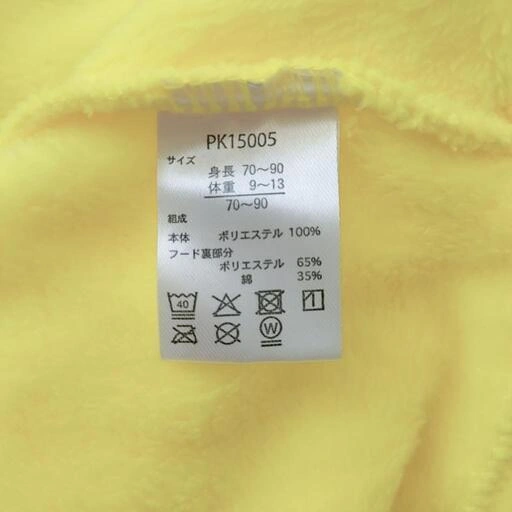 PK15005
サイズ
身長 70～90
体重 9～13
70～90
組成
本体 ポリエステル 100%
フード裏部分
ポリエステル 65%
綿 35%
40
W